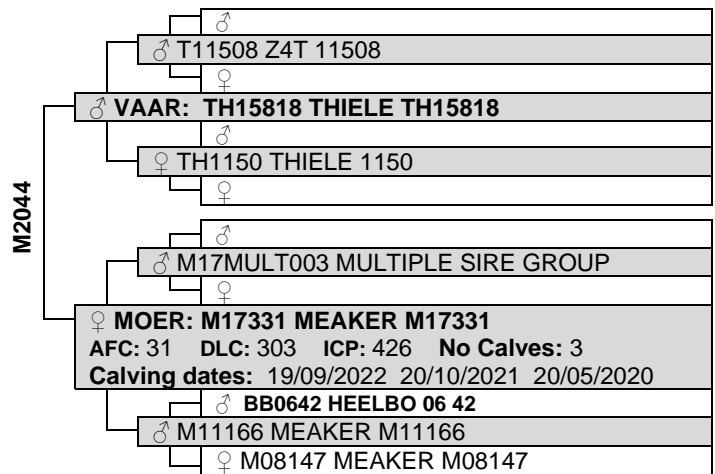 ♂
♂ T11508 Z4T 11508
♀
♂ VAAR: TH15818 THIELE TH15818
♂
♀ TH1150 THIELE 1150
♀
M2044
♂
♂ M17MULT003 MULTIPLE SIRE GROUP
♀
♀ MOER: M17331 MEAKER M17331
AFC: 31 DLC: 303 ICP: 426 No Calves: 3
Calving dates: 19/09/2022 20/10/2021 20/05/2020
♂ BB0642 HEELBO 06 42
♂ M11166 MEAKER M11166
♀ M08147 MEAKER M08147